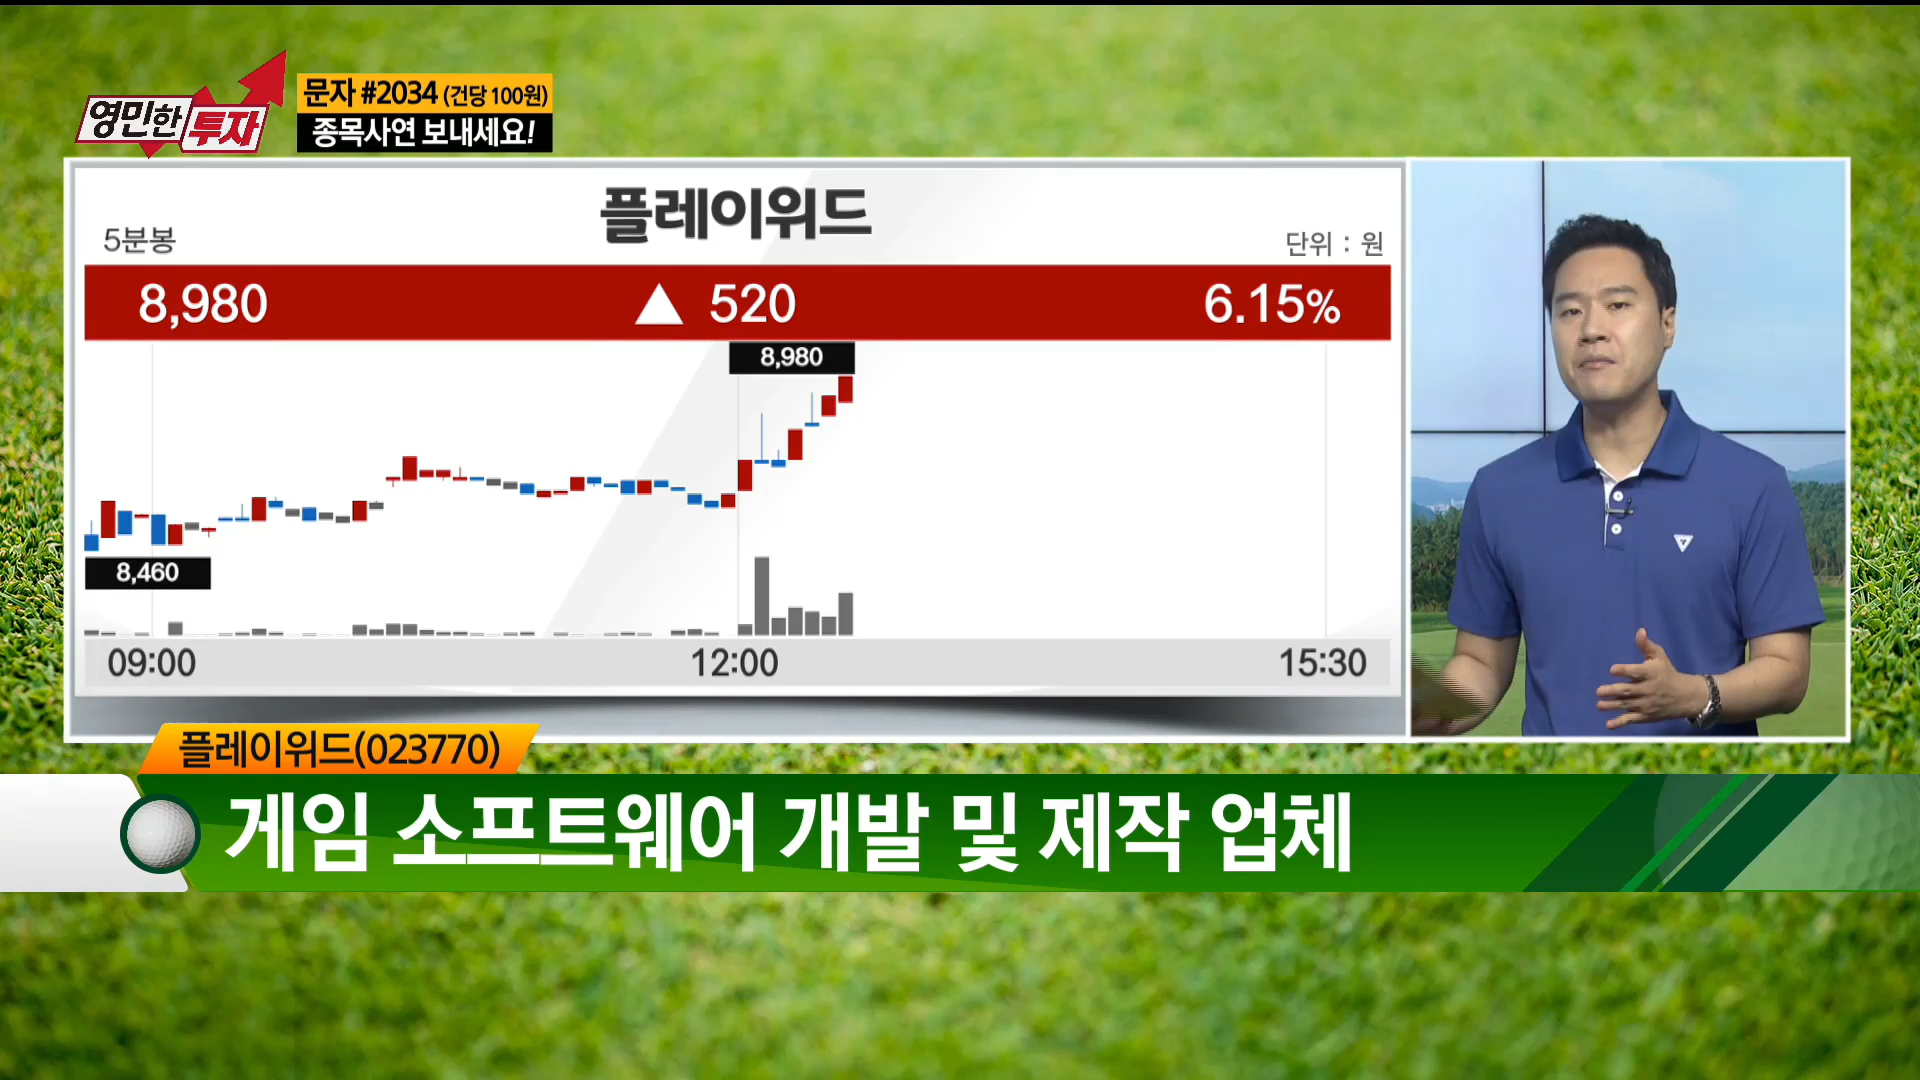 영민한 투자
문자 #2034 (건당 100원)
종목사연 보내세요!
플레이위드
5분봉
단위 : 원
8,980 ▲ 520 6.15%
8,980
8,460
09:00 12:00 15:30
플레이위드(023770)
게임 소프트웨어 개발 및 제작 업체